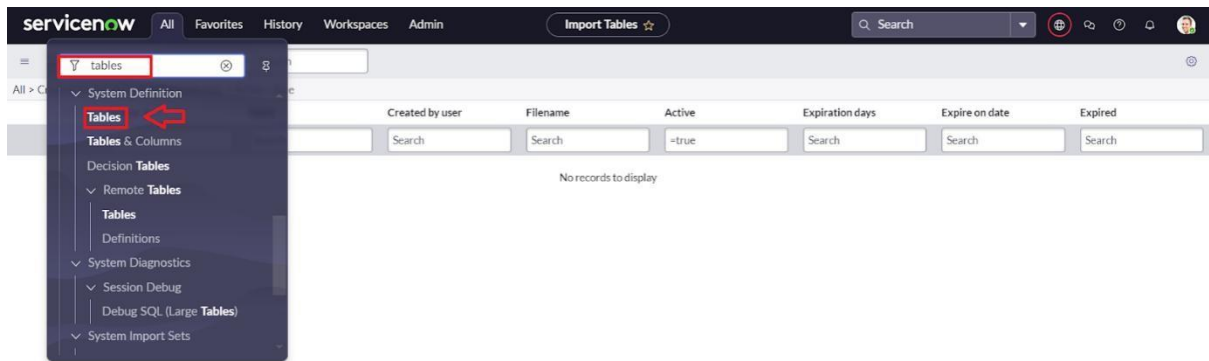 servicenow All Favorites History Workspaces Admin Import Tables Search
tables
All > C
System Definition
Created by user Filename Active Expiration days Expire on date Expired
Tables
Search Search =true Search Search Search
Tables & Columns
Decision Tables
No records to display
Remote Tables
Tables
Definitions
System Diagnostics
Session Debug
Debug SQL (Large Tables)
System Import Sets